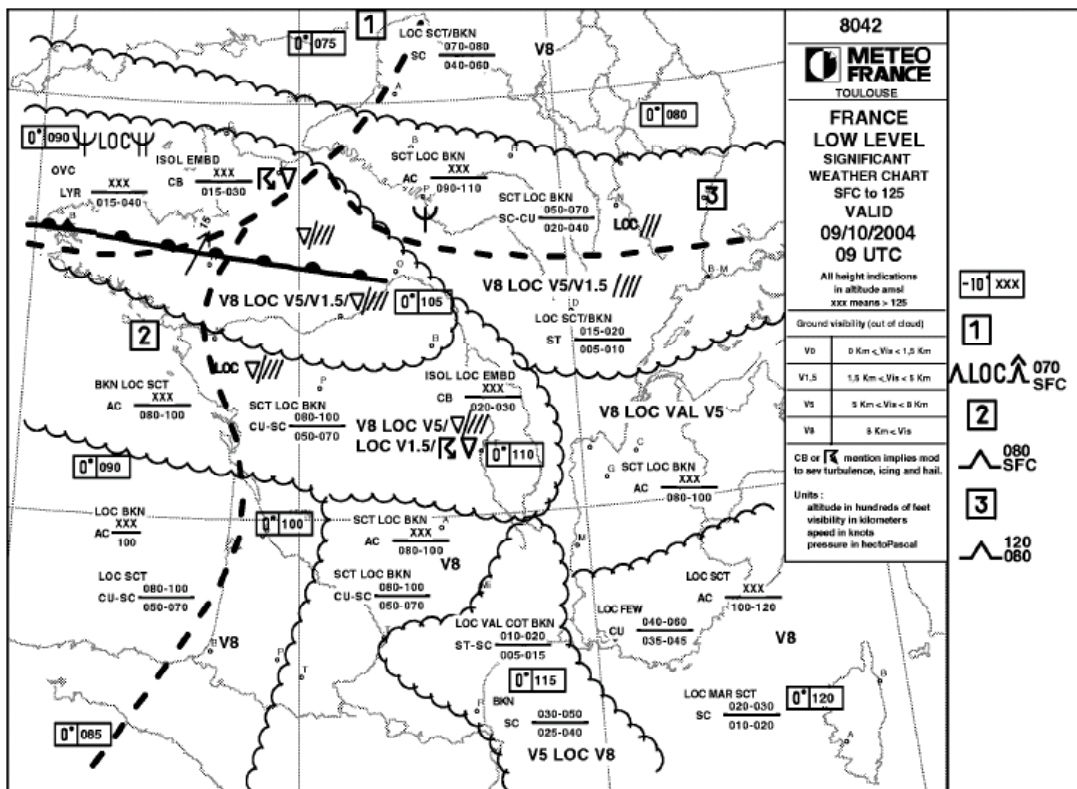 8042
METEO
FRANCE
TOULOUSE
FRANCE
LOW LEVEL
SIGNIFICANT
WEATHER CHART
SFC to 125
VALID
09/10/2004
09 UTC
All height indications
in altitude amsl
xxx means > 125
Ground visibility (out of cloud)
V0 0 Km < Vis < 1,5 Km
V1,5 1,5 Km < Vis < 5 Km
V5 5 Km < Vis < 8 Km
V8 8 Km < Vis
CB or mention implies mod
to sev turbulence, icing and hail.
Units :
altitude in hundreds of feet
visibility in kilometers
speed in knots
pressure in hectoPascal
-10° XXX
1
LOC 070
SFC
2
080
SFC
3
120
080
1
0° 075
LOC SCT/BKN
SC 070-080
040-060
V8
0° 080
0° 090
LOC
OVC
LYR XXX
015-040
ISOL EMBD
CB XXX
015-030
SCT LOC BKN
AC XXX
090-110
SCT LOC BKN
SC-CU 050-070
020-040
LOC
3
15
V8 LOC V5/V1.5/
0° 105
V8 LOC V5/V1.5
LOC SCT/BKN
ST 015-020
005-010
2
LOC
BKN LOC SCT
AC XXX
080-100
SCT LOC BKN
CU-SC 080-100
050-070
ISOL LOC EMBD
CB XXX
020-030
V8 LOC V5/
LOC V1.5/
0° 110
V8 LOC VAL V5
SCT LOC BKN
AC XXX
080-100
0° 090
LOC BKN
AC XXX
100
0° 100
SCT LOC BKN
AC XXX
080-100
V8
LOC SCT
CU-SC 080-100
050-070
SCT LOC BKN
CU-SC 080-100
050-070
V8
LOC VAL COT BKN
ST-SC 010-020
005-015
0° 115
BKN
SC 030-050
025-040
V5 LOC V8
LOC FEW
CU 040-060
035-045
LOC SCT
AC XXX
100-120
V8
LOC MAR SCT
SC 020-030
010-020
0° 120
0° 085